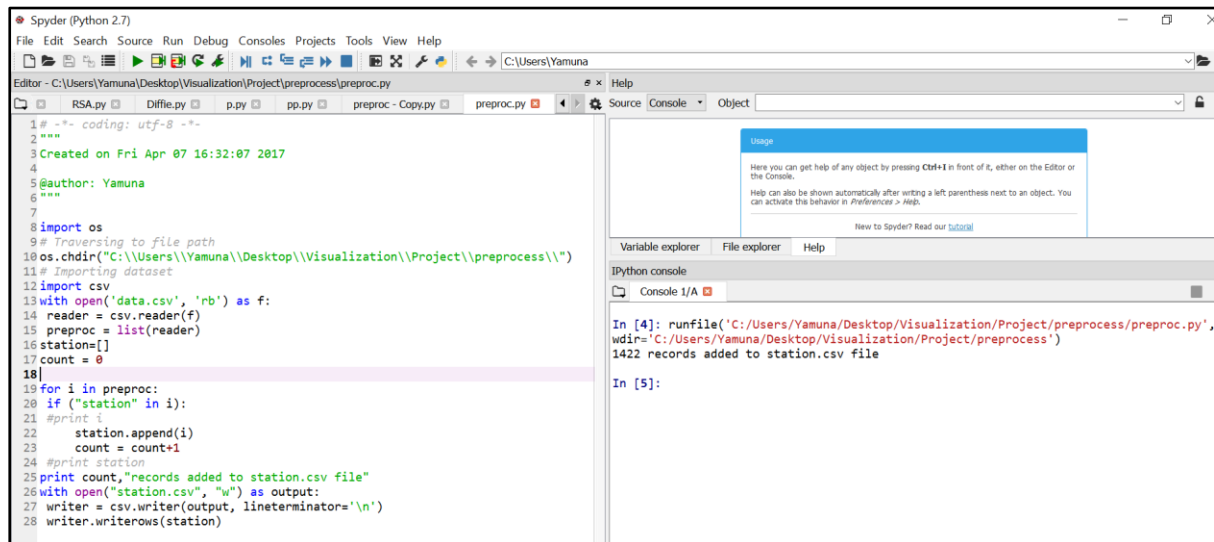 Spyder (Python 2.7)
File Edit Search Source Run Debug Consoles Projects Tools View Help
C:\Users\Yamuna
Editor - C:\Users\Yamuna\Desktop\Visualization\Project\preprocess\preproc.py
RSA.py Diffie.py p.py pp.py preproc - Copy.py preproc.py
1 # -*- coding: utf-8 -*-
2 """
3 Created on Fri Apr 07 16:32:07 2017
4
5 @author: Yamuna
6 """
7
8 import os
9 # Traversing to file path
10 os.chdir("C:\\Users\\Yamuna\\Desktop\\Visualization\\Project\\preprocess\\")
11 # Importing dataset
12 import csv
13 with open('data.csv', 'rb') as f:
14  reader = csv.reader(f)
15  preproc = list(reader)
16 station=[]
17 count = 0
18
19 for i in preproc:
20  if ("station" in i):
21  #print i
22      station.append(i)
23      count = count+1
24  #print station
25 print count,"records added to station.csv file"
26 with open("station.csv", "w") as output:
27  writer = csv.writer(output, lineterminator='\n')
28  writer.writerows(station)
Help
Source Console Object
Usage
Here you can get help of any object by pressing Ctrl+I in front of it, either on the Editor or
the Console.
Help can also be shown automatically after writing a left parenthesis next to an object. You
can activate this behavior in Preferences > Help.
New to Spyder? Read our tutorial
Variable explorer File explorer Help
IPython console
Console 1/A
In [4]: runfile('C:/Users/Yamuna/Desktop/Visualization/Project/preprocess/preproc.py',
wdir='C:/Users/Yamuna/Desktop/Visualization/Project/preprocess')
1422 records added to station.csv file
In [5]: